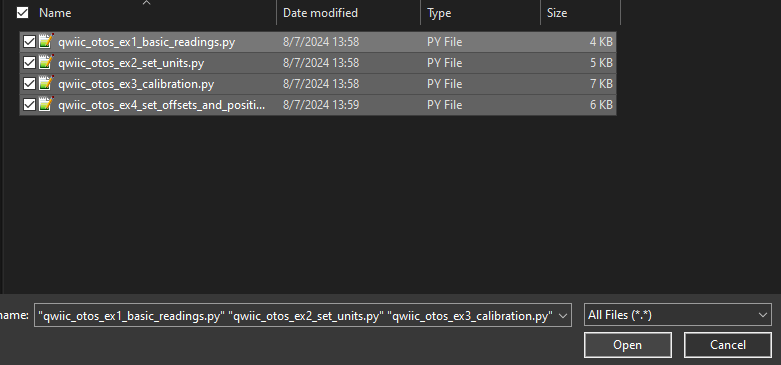 Name Date modified Type Size
qwiic_otos_ex1_basic_readings.py 8/7/2024 13:58 PY File 4 KB
qwiic_otos_ex2_set_units.py 8/7/2024 13:58 PY File 5 KB
qwiic_otos_ex3_calibration.py 8/7/2024 13:58 PY File 7 KB
qwiic_otos_ex4_set_offsets_and_positi... 8/7/2024 13:59 PY File 6 KB
name: "qwiic_otos_ex1_basic_readings.py" "qwiic_otos_ex2_set_units.py" "qwiic_otos_ex3_calibration.py" All Files (*.*)
Open Cancel